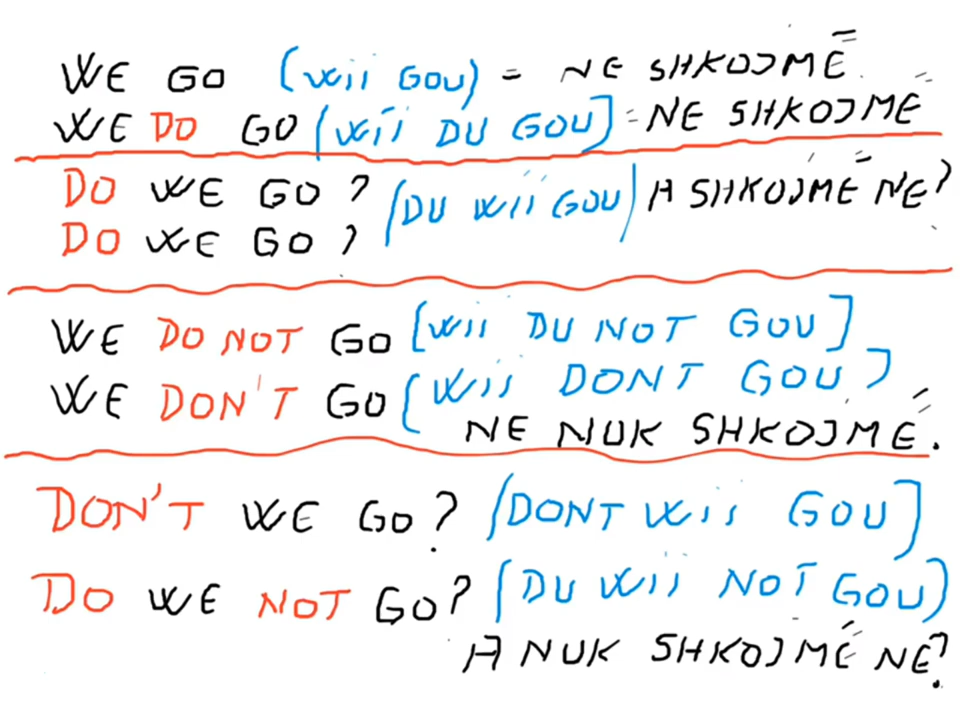 WE GO (WII GOU) = NE SHKOJMË.
WE DO GO (WII DU GOU] = NE SHKOJMË
DO WE GO? (DU WII GOU) A SHKOJMË NE?
DO WE GO?
WE DO NOT GO [WII DU NOT GOU]
WE DON'T GO (WII DONT GOU)
NE NUK SHKOJMË.
DON'T WE GO? (DONT WII GOU]
DO WE NOT GO? (DU WII NOT GOU)
A NUK SHKOJMË NE?